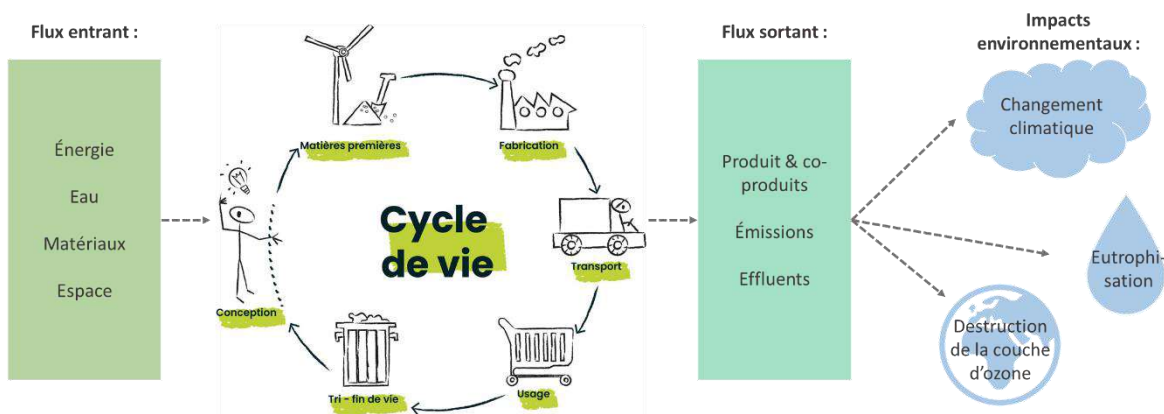 Flux entrant :
Énergie
Eau
Matériaux
Espace
Matières premières
Fabrication
Cycle
de vie
Transport
Conception
Tri - fin de vie
Usage
Flux sortant :
Produit & co-
produits
Émissions
Effluents
Impacts
environnementaux :
Changement
climatique
Eutrophi-
sation
Destruction
de la couche
d'ozone